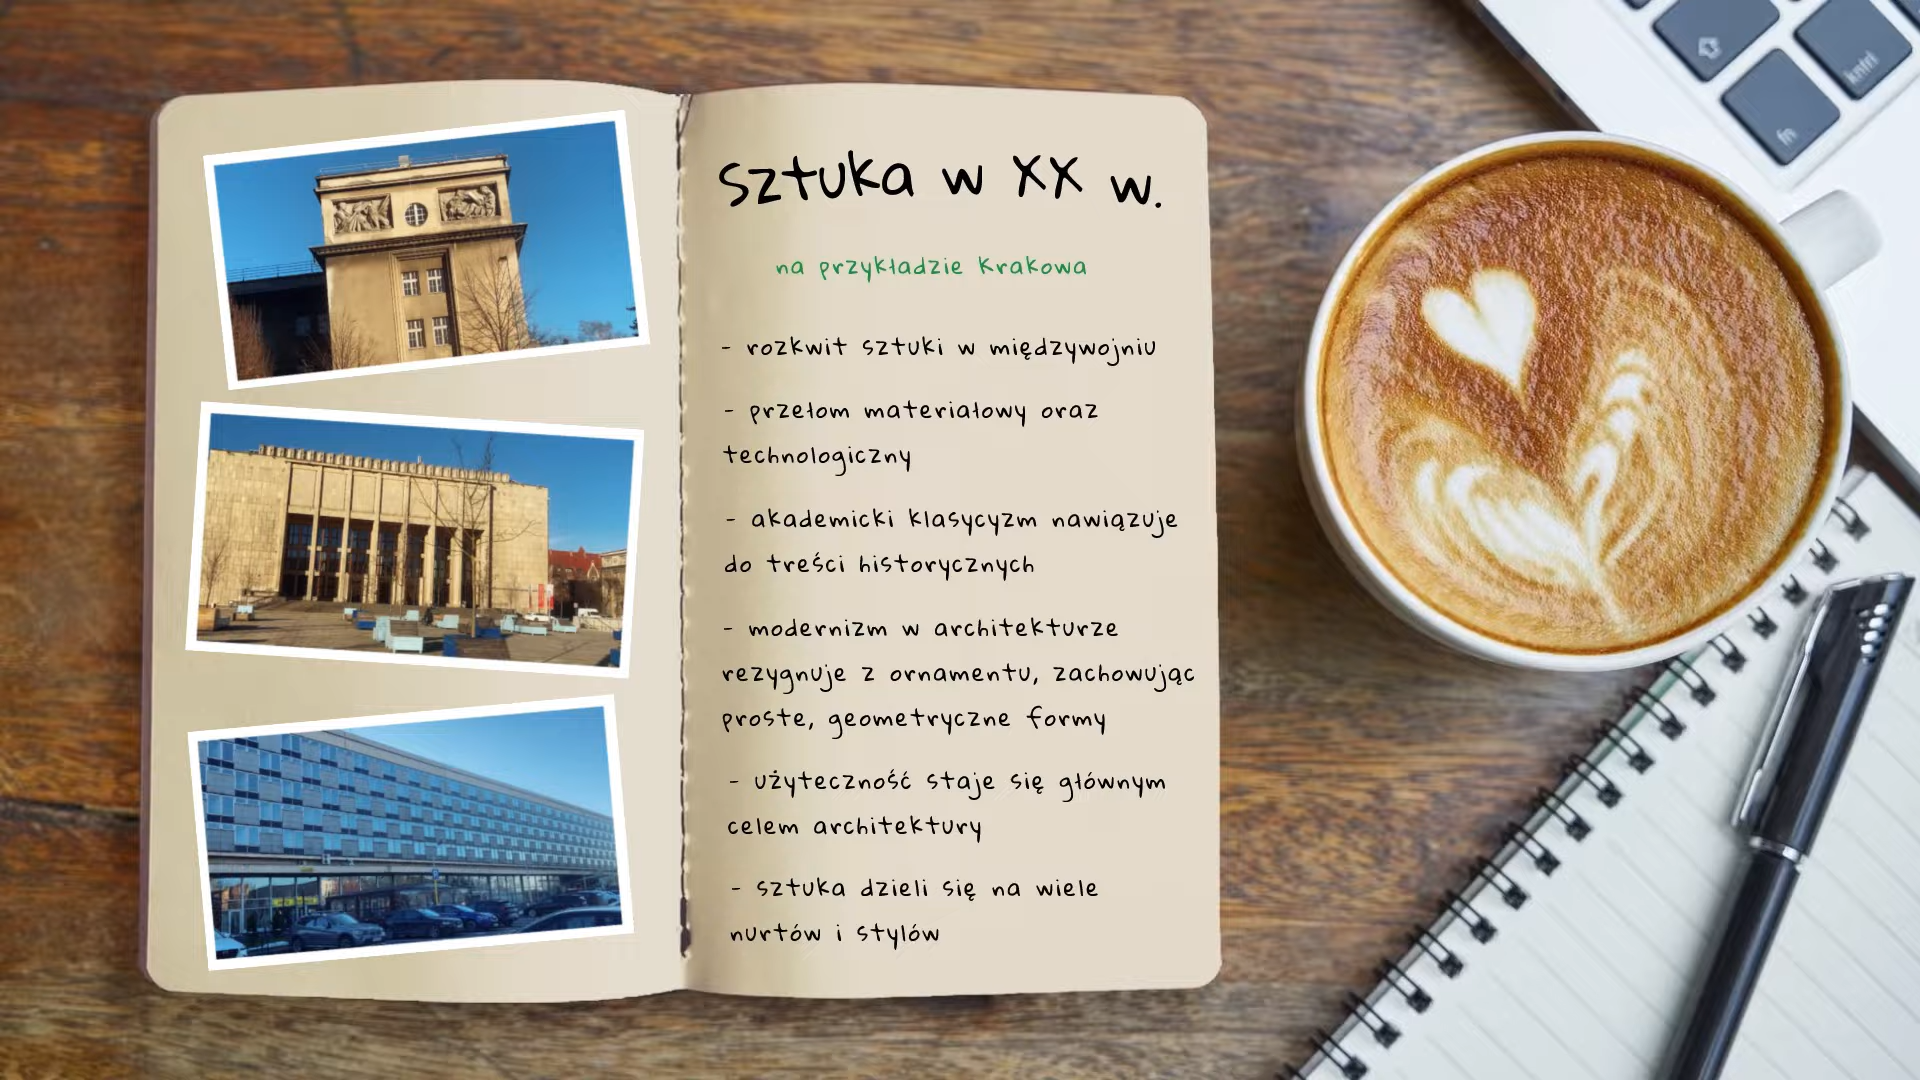 Sztuka w XX w.
na przykładzie Krakowa
- rozkwit sztuki w międzywojniu
- przełom materiałowy oraz
technologiczny
- akademicki klasycyzm nawiązuje
do treści historycznych
- modernizm w architekturze
rezygnuje z ornamentu, zachowując
proste, geometryczne formy
- użyteczność staje się głównym
celem architektury
- sztuka dzieli się na wiele
nurtów i stylów
fn